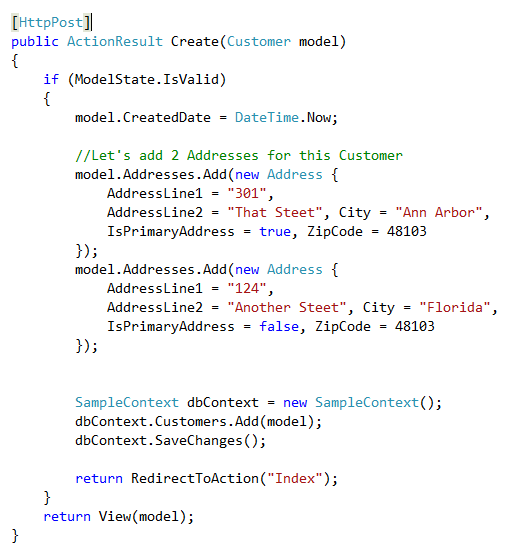 [HttpPost]
public ActionResult Create(Customer model)
{
    if (ModelState.IsValid)
    {
        model.CreatedDate = DateTime.Now;

        //Let's add 2 Addresses for this Customer
        model.Addresses.Add(new Address {
            AddressLine1 = "301",
            AddressLine2 = "That Steet", City = "Ann Arbor",
            IsPrimaryAddress = true, ZipCode = 48103
        });
        model.Addresses.Add(new Address {
            AddressLine1 = "124",
            AddressLine2 = "Another Steet", City = "Florida",
            IsPrimaryAddress = false, ZipCode = 48103
        });


        SampleContext dbContext = new SampleContext();
        dbContext.Customers.Add(model);
        dbContext.SaveChanges();

        return RedirectToAction("Index");
    }
    return View(model);
}